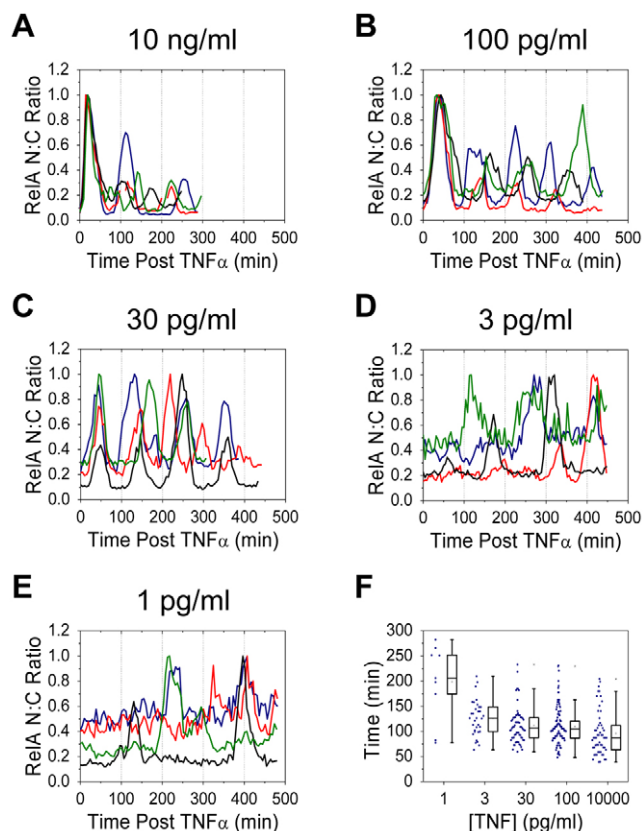 A
10 ng/ml
RelA N:C Ratio
1.2
1.0
0.8
0.6
0.4
0.2
0.0
0 100 200 300 400 500
Time Post TNFα (min)
B
100 pg/ml
RelA N:C Ratio
1.2
1.0
0.8
0.6
0.4
0.2
0.0
0 100 200 300 400 500
Time Post TNFα (min)
C
30 pg/ml
RelA N:C Ratio
1.2
1.0
0.8
0.6
0.4
0.2
0.0
0 100 200 300 400 500
Time Post TNFα (min)
D
3 pg/ml
RelA N:C Ratio
1.2
1.0
0.8
0.6
0.4
0.2
0.0
0 100 200 300 400 500
Time Post TNFα (min)
E
1 pg/ml
RelA N:C Ratio
1.2
1.0
0.8
0.6
0.4
0.2
0.0
0 100 200 300 400 500
Time Post TNFα (min)
F
Time (min)
300
250
200
150
100
50
0
1 3 30 100 10000
[TNF] (pg/ml)